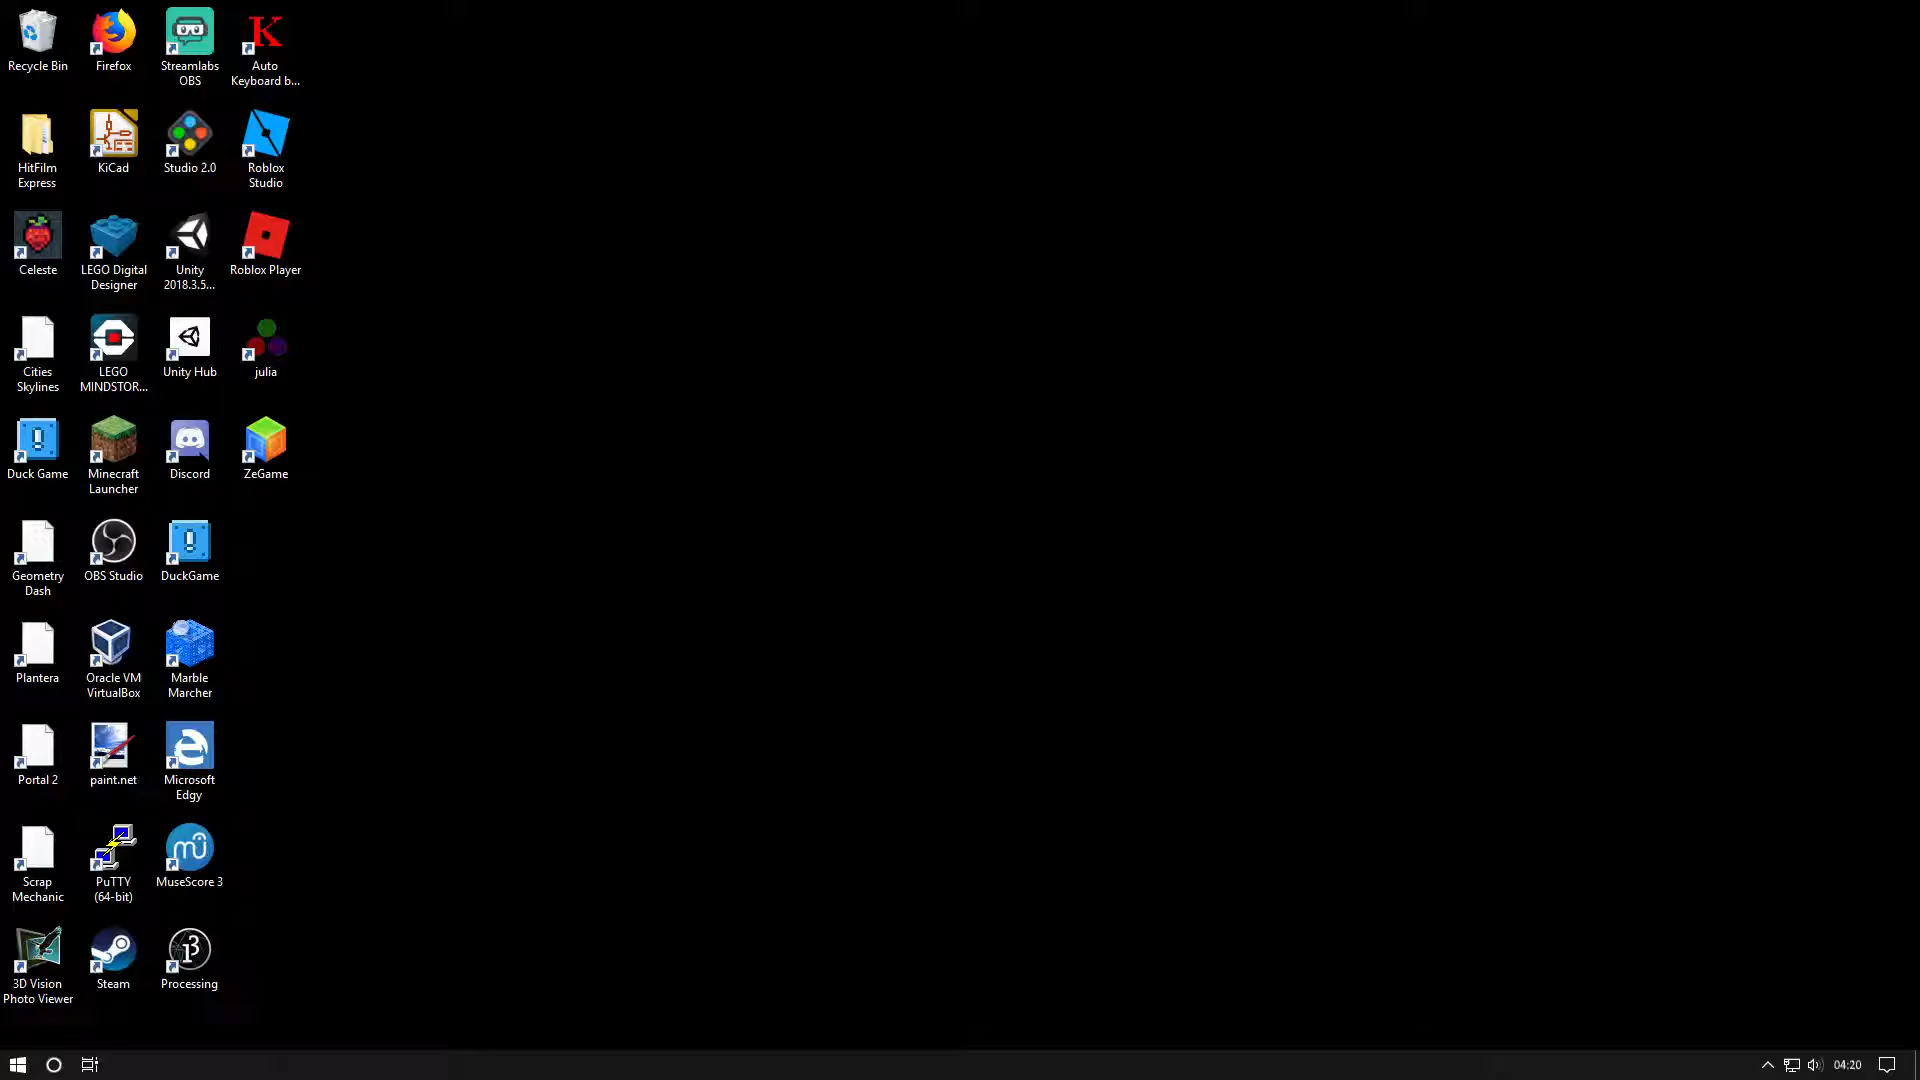 Recycle Bin
Firefox
Streamlabs
OBS
Auto
Keyboard b...
HitFilm
Express
KiCad
Studio 2.0
Roblox
Studio
Celeste
LEGO Digital
Designer
Unity
2018.3.5...
Roblox Player
Cities
Skylines
LEGO
MINDSTOR...
Unity Hub
julia
Duck Game
Minecraft
Launcher
Discord
ZeGame
Geometry
Dash
OBS Studio
DuckGame
Plantera
Oracle VM
VirtualBox
Marble
Marcher
Portal 2
paint.net
Microsoft
Edgy
Scrap
Mechanic
PuTTY
(64-bit)
MuseScore 3
3D Vision
Photo Viewer
Steam
Processing
04:20